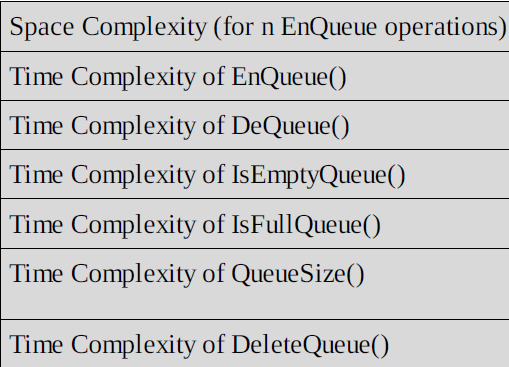 Space Complexity (for n EnQueue operations)
Time Complexity of EnQueue()
Time Complexity of DeQueue()
Time Complexity of IsEmptyQueue()
Time Complexity of IsFullQueue()
Time Complexity of QueueSize()
Time Complexity of DeleteQueue()